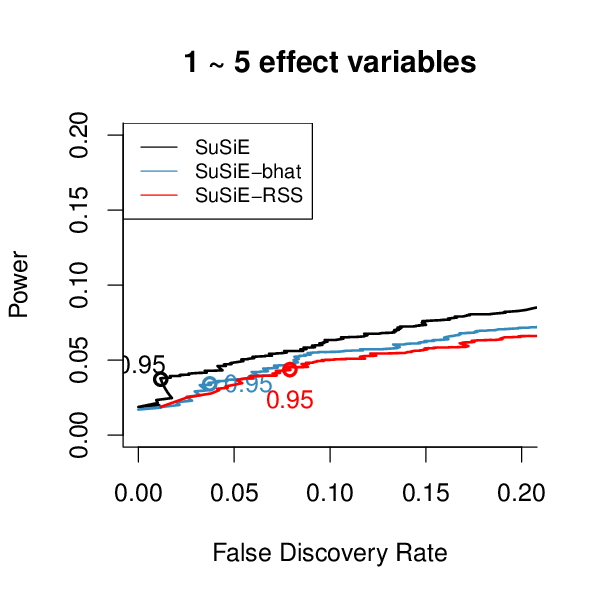 1 ~ 5 effect variables
SuSiE
SuSiE−bhat
SuSiE−RSS
0.20
0.15
0.10
0.05
0.00
Power
0.95
0.95
0.95
0.00 0.05 0.10 0.15 0.20
False Discovery Rate